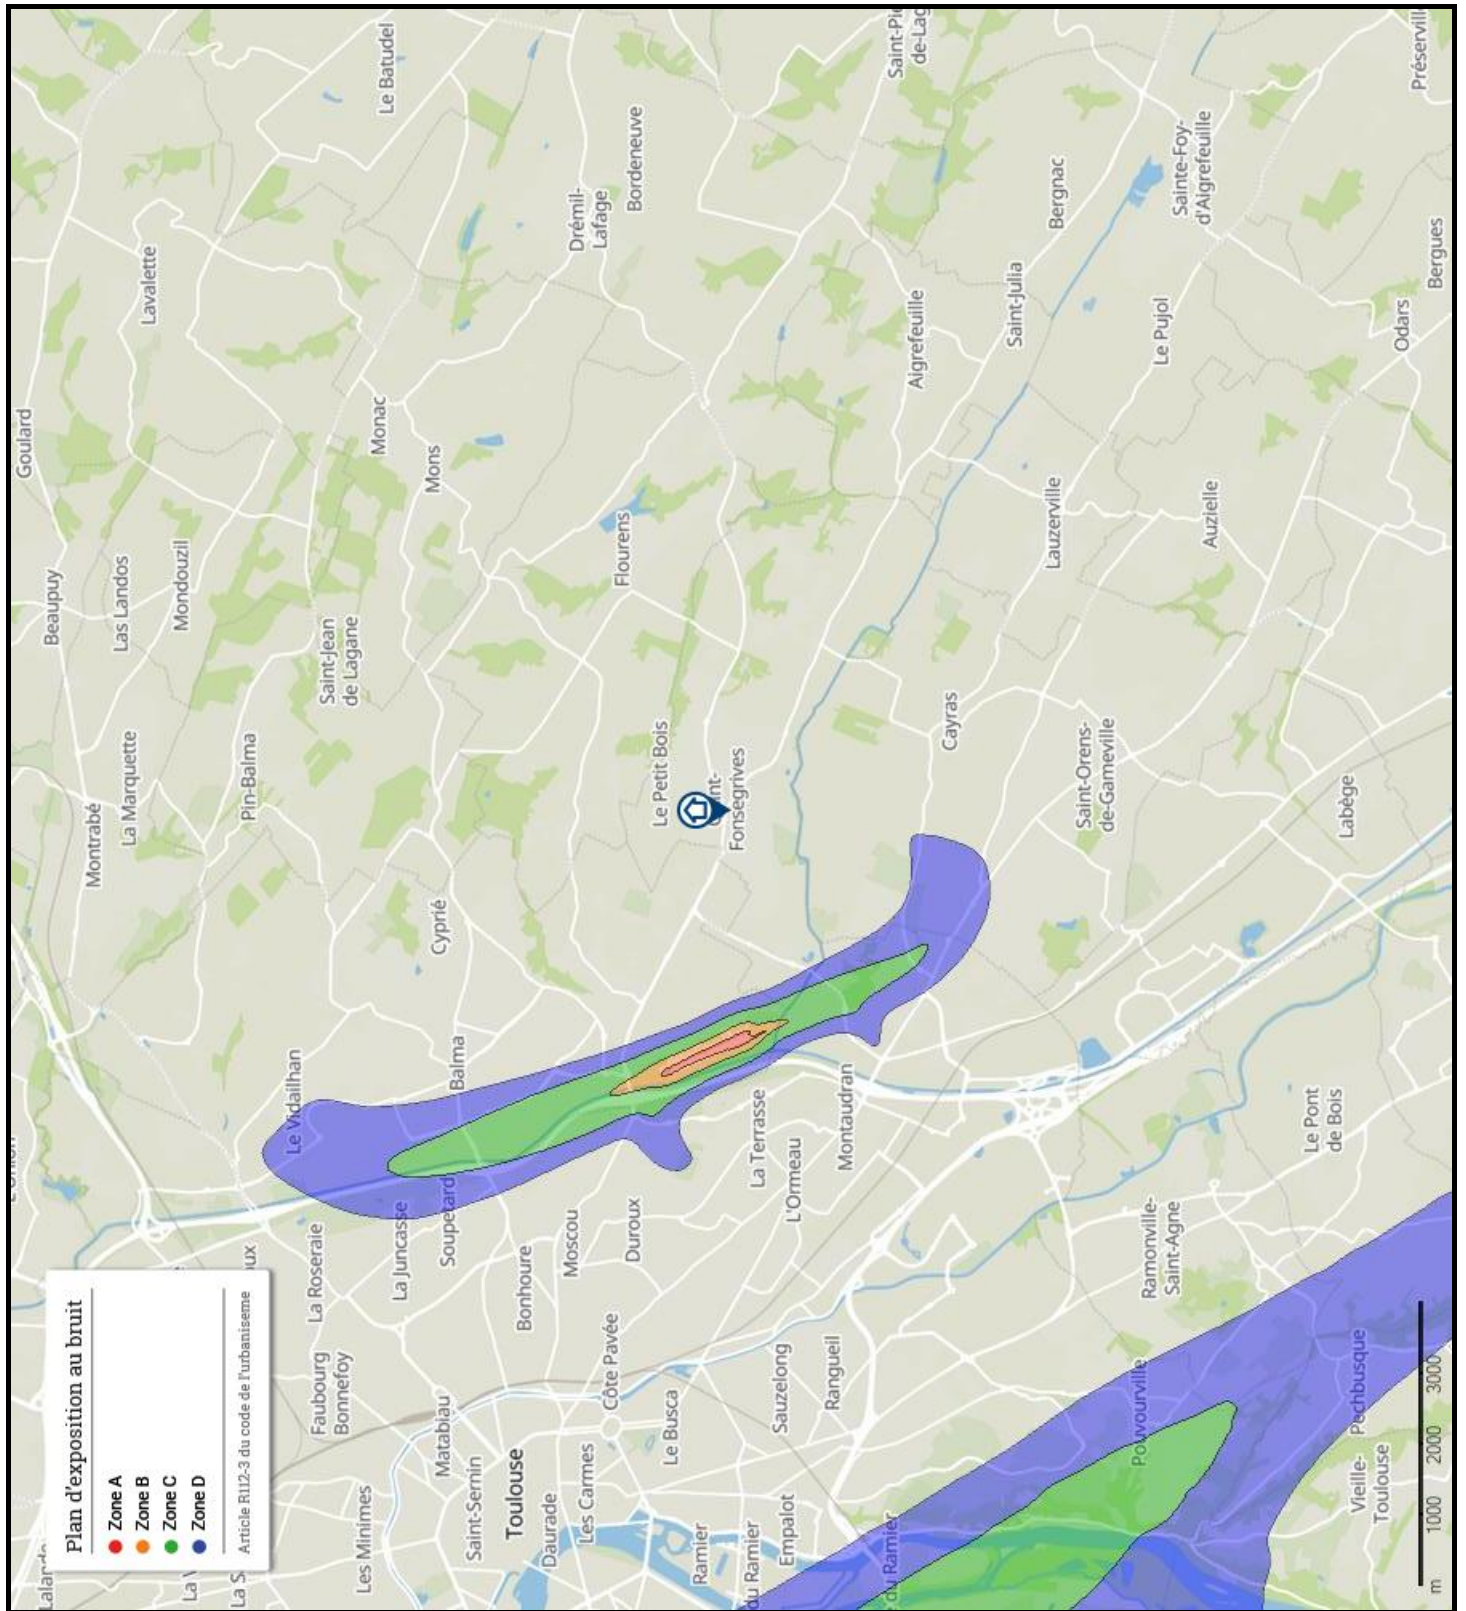 Plan d'exposition au bruit
Zone A
Zone B
Zone C
Zone D
Article R112-3 du code de l'urbaniseme
Goulard
Beaupuy
Las Landos
Mondouzil
Montrabé
La Marquette
Pin-Balma
Saint-Jean
de Lagane
Lavalette
Le Batudel
Monac
Mons
Cyprié
Drémil-
Lafage
Bordeneuve
Flourens
Le Petit Bois
Fonsegrives
Saint-Julia
Aigrefeuille
Bergnac
Sainte-Foy-
d'Aigrefeuille
Le Pujol
Odars
Bergues
Lauzerville
Auzielle
Cayras
Saint-Orens-
de-Gameville
Labège
Le Vidailhan
Balma
La Roseraie
La Juncasse
Soupetard
Bonhoure
Moscou
Duroux
La Terrasse
L'Ormeau
Montaudran
Le Pont
de Bois
Ramonville-
Saint-Agne
Faubourg
Bonnefoy
Matabiau
Côte Pavée
Le Busca
Sauzelong
Rangueil
Pouvourville
Pechbusque
Vieille-
Toulouse
Les Minimes
Saint-Sernin
Toulouse
Daurade
Les Carmes
Ramier
du Ramier
Empalot
du Ramier
m 1000 2000 3000